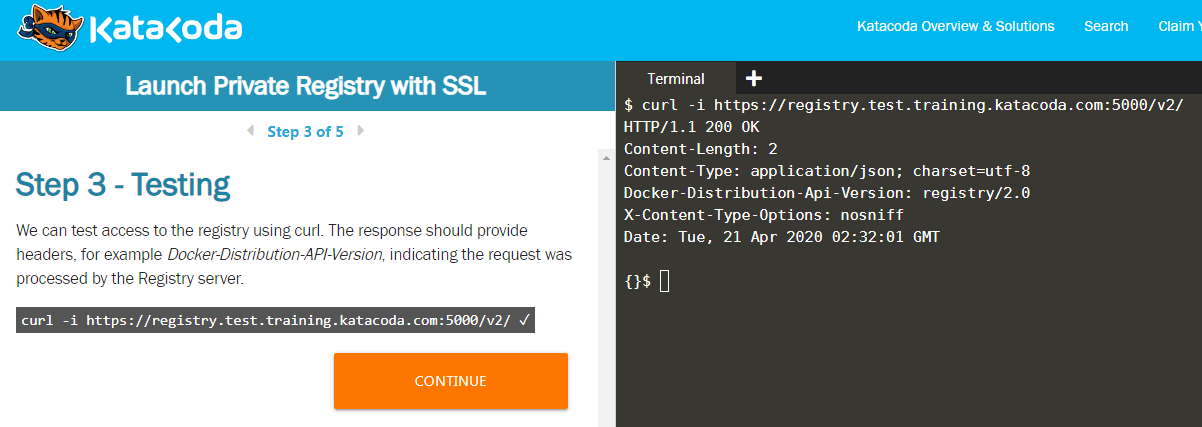 Katacoda
Katacoda Overview & Solutions
Search
Claim Y
Launch Private Registry with SSL
Step 3 of 5
Step 3 - Testing
We can test access to the registry using curl. The response should provide
headers, for example Docker-Distribution-API-Version, indicating the request was
processed by the Registry server.
curl -i https://registry.test.training.katacoda.com:5000/v2/ ✓
CONTINUE
Terminal
$ curl -i https://registry.test.training.katacoda.com:5000/v2/
HTTP/1.1 200 OK
Content-Length: 2
Content-Type: application/json; charset=utf-8
Docker-Distribution-Api-Version: registry/2.0
X-Content-Type-Options: nosniff
Date: Tue, 21 Apr 2020 02:32:01 GMT
{}$